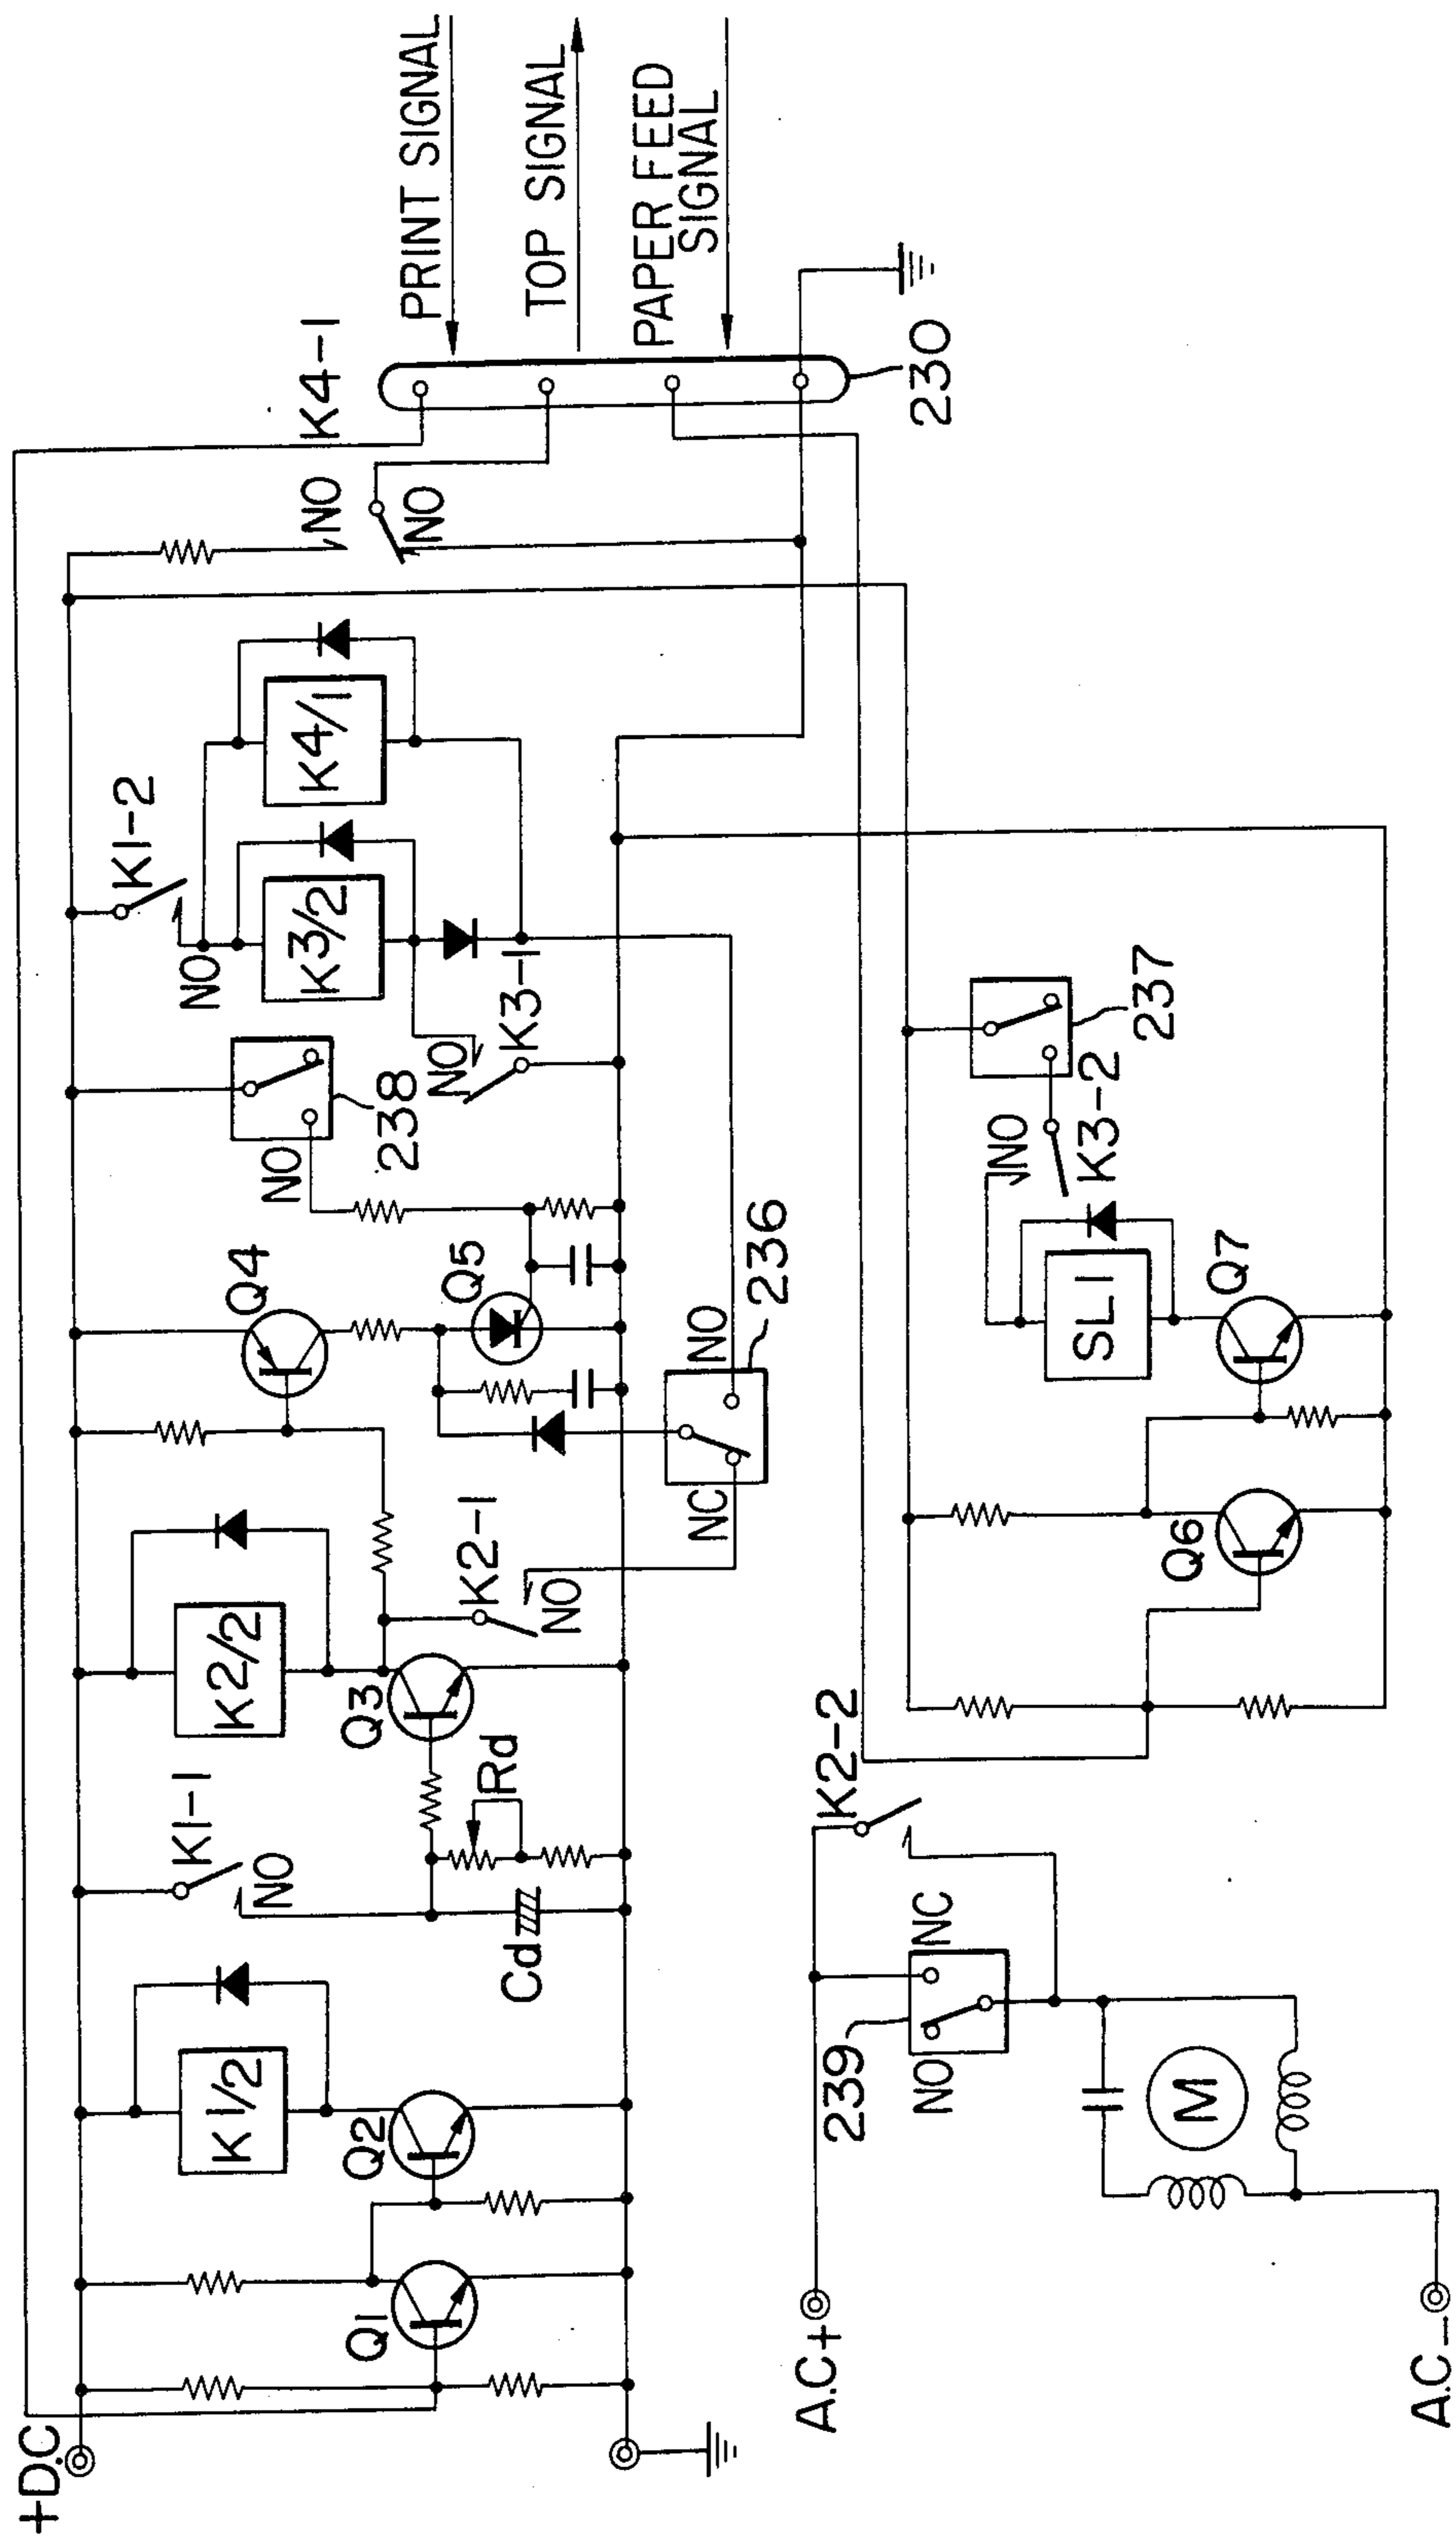 +D.C
K1/2
Q1
Q2
K1-1
NO
Cd
Rd
K2/2
Q3
K2-1
NO
Q4
Q5
NO
238
K1-2
NO
K3/2
K4/1
NO
K3-1
NC
NO
236
K4-1
NO
NO
PRINT SIGNAL
TOP SIGNAL
PAPER FEED
SIGNAL
230
A.C+
239
NO
NC
K2-2
M
A.C-
Q6
Q7
SL1
NO
K3-2
237